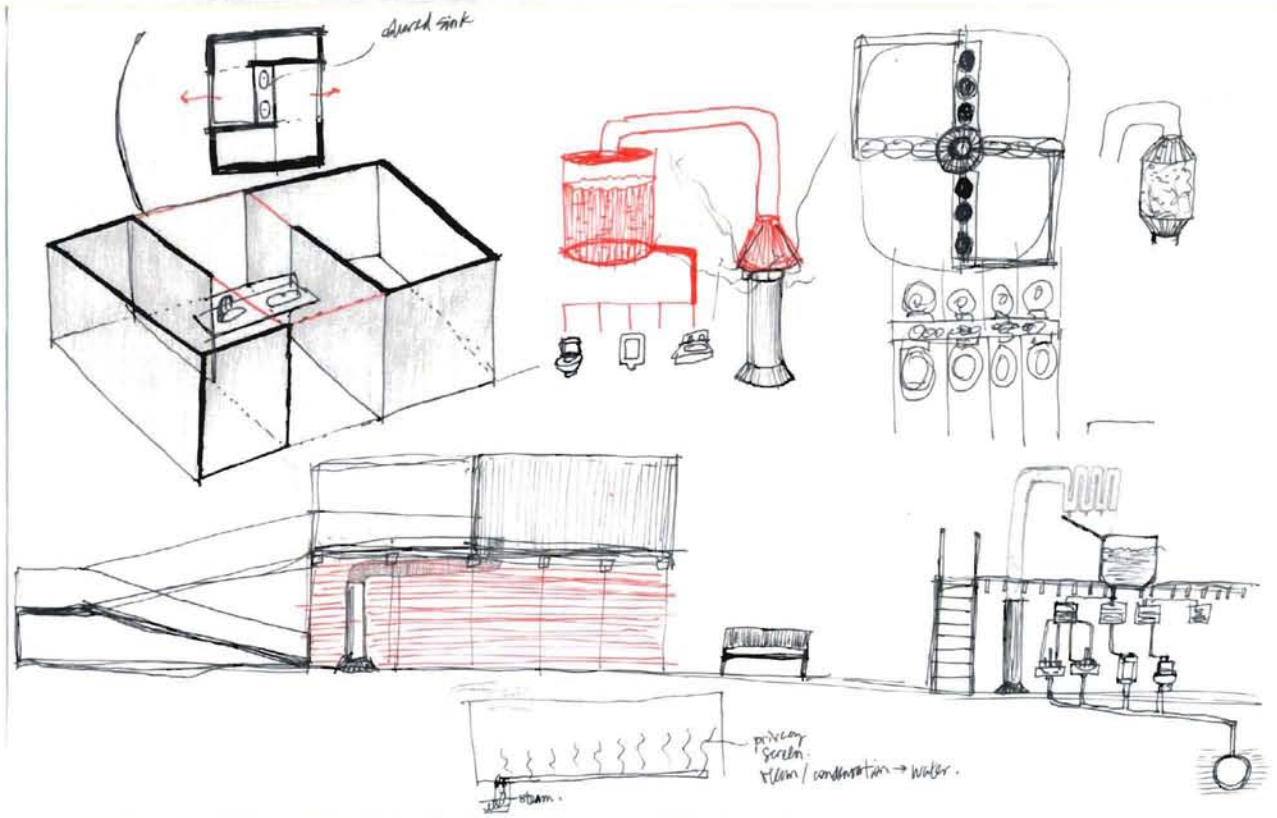 shared sink
privacy
screen.
steam / condensation → water.
steam.